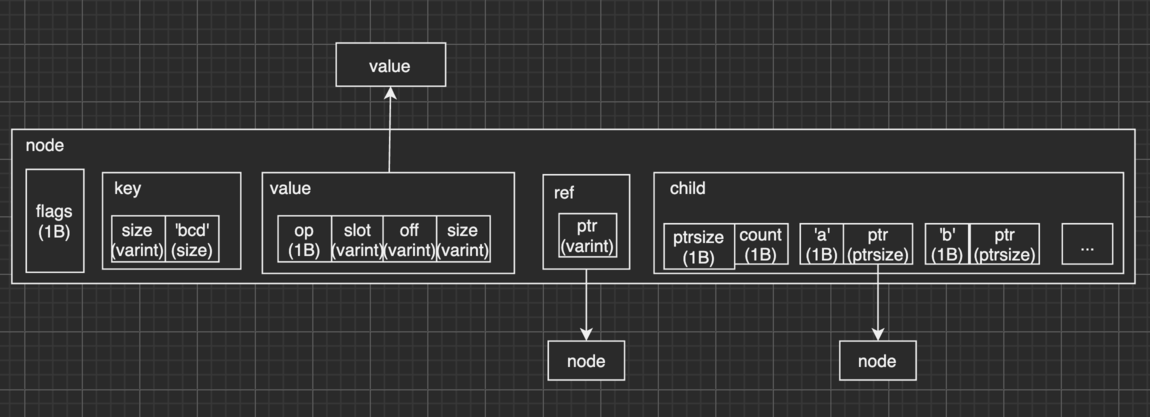 value
node
flags
(1B)
key
size
(varint)
'bcd'
(size)
value
op
(1B)
slot
(varint)
off
(varint)
size
(varint)
ref
ptr
(varint)
child
ptrsize
(1B)
count
(1B)
'a'
(1B)
ptr
(ptrsize)
'b'
(1B)
ptr
(ptrsize)
...
node
node